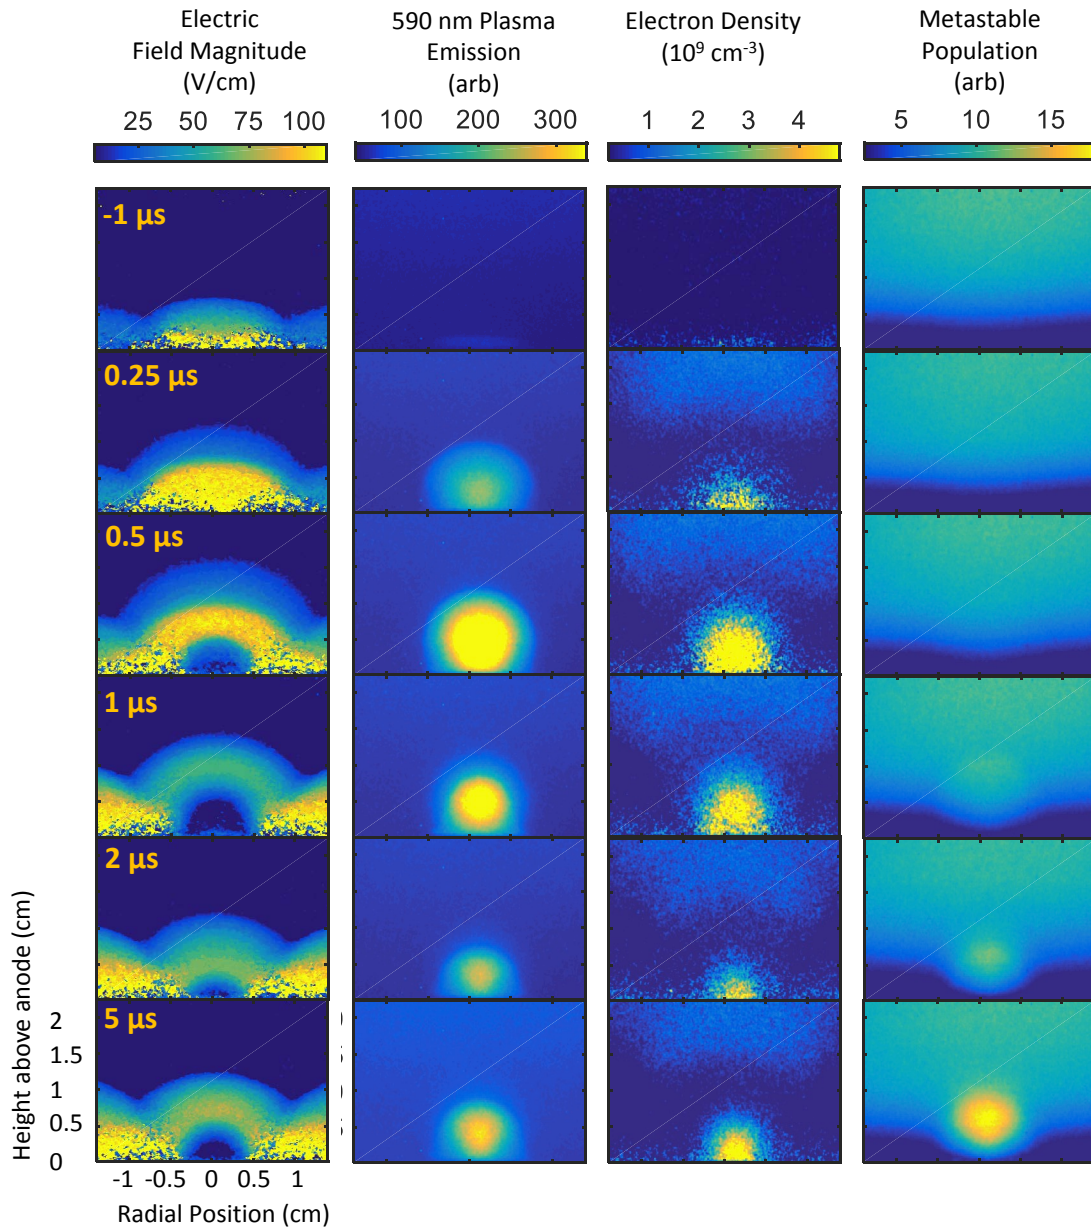 Electric
Field Magnitude
(V/cm)
590 nm Plasma
Emission
(arb)
Electron Density
(10⁹ cm⁻³)
Metastable
Population
(arb)
25 50 75 100
100 200 300
1 2 3 4
5 10 15
-1 µs
0.25 µs
0.5 µs
1 µs
2 µs
5 µs
Height above anode (cm)
2
1.5
1
0.5
0
-1 -0.5 0 0.5 1
Radial Position (cm)